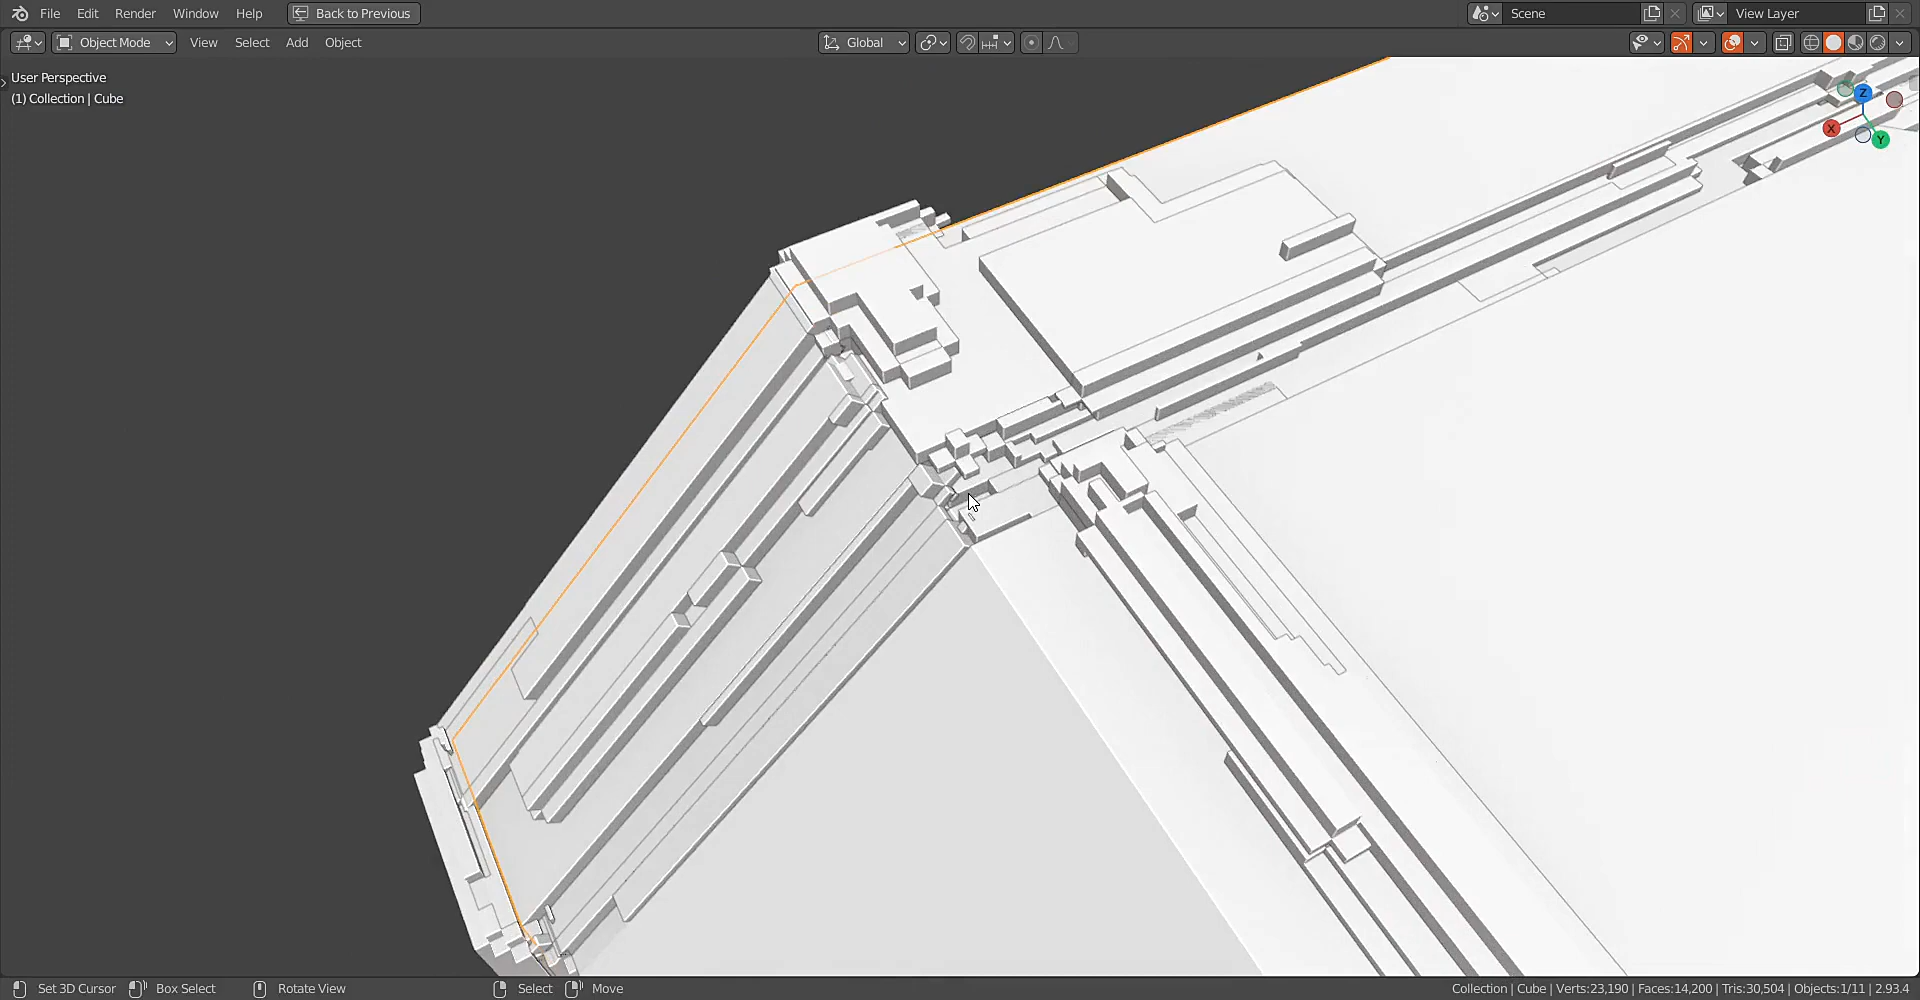 File Edit Render Window Help Back to Previous Scene View Layer
Object Mode View Select Add Object Global
User Perspective
(1) Collection | Cube
Z
X
Y
Set 3D Cursor Box Select Rotate View Select Move Collection | Cube | Verts:23,190 | Faces:14,200 | Tris:30,504 | Objects:1/11 | 2.93.4